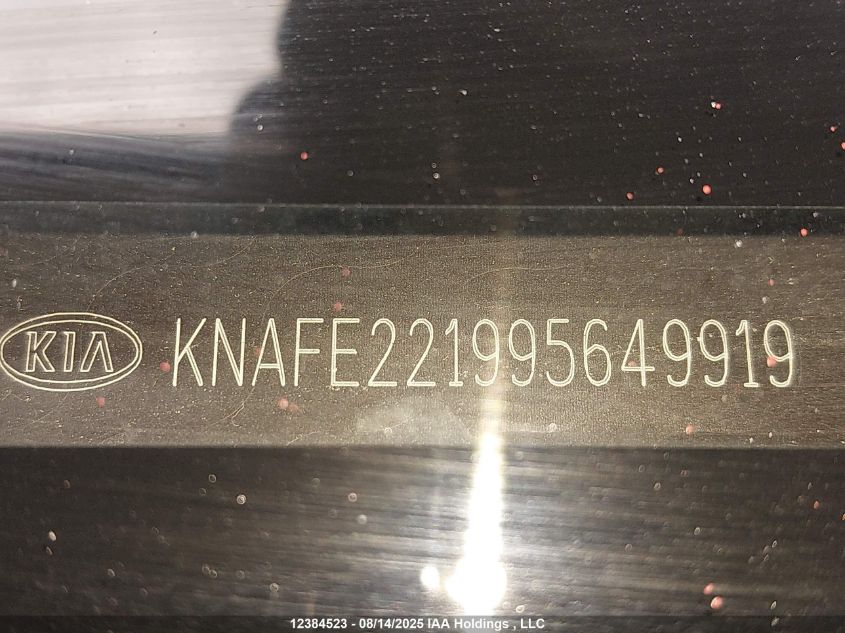 KIA KNAFE221995649919
12384523 - 08/14/2025 IAA Holdings , LLC